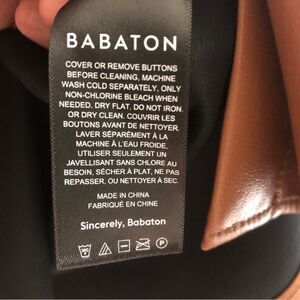 BABATON
COVER OR REMOVE BUTTONS
BEFORE CLEANING, MACHINE
WASH COLD SEPARATELY, ONLY
NON-CHLORINE BLEACH WHEN
NEEDED. DRY FLAT. DO NOT IRON.
OR DRY CLEAN. COUVRIR LES
BOUTONS AVANT DE NETTOYER.
LAVER SÉPARÉMENT À LA
MACHINE À L'EAU FROIDE,
UTILISER SEULEMENT UN
JAVELLISANT SANS CHLORE AU
BESOIN, SÉCHER À PLAT, NE PAS
REPASSER, OU NETTOYER À SEC.
MADE IN CHINA
FABRIQUÉ EN CHINE
Sincerely, Babaton